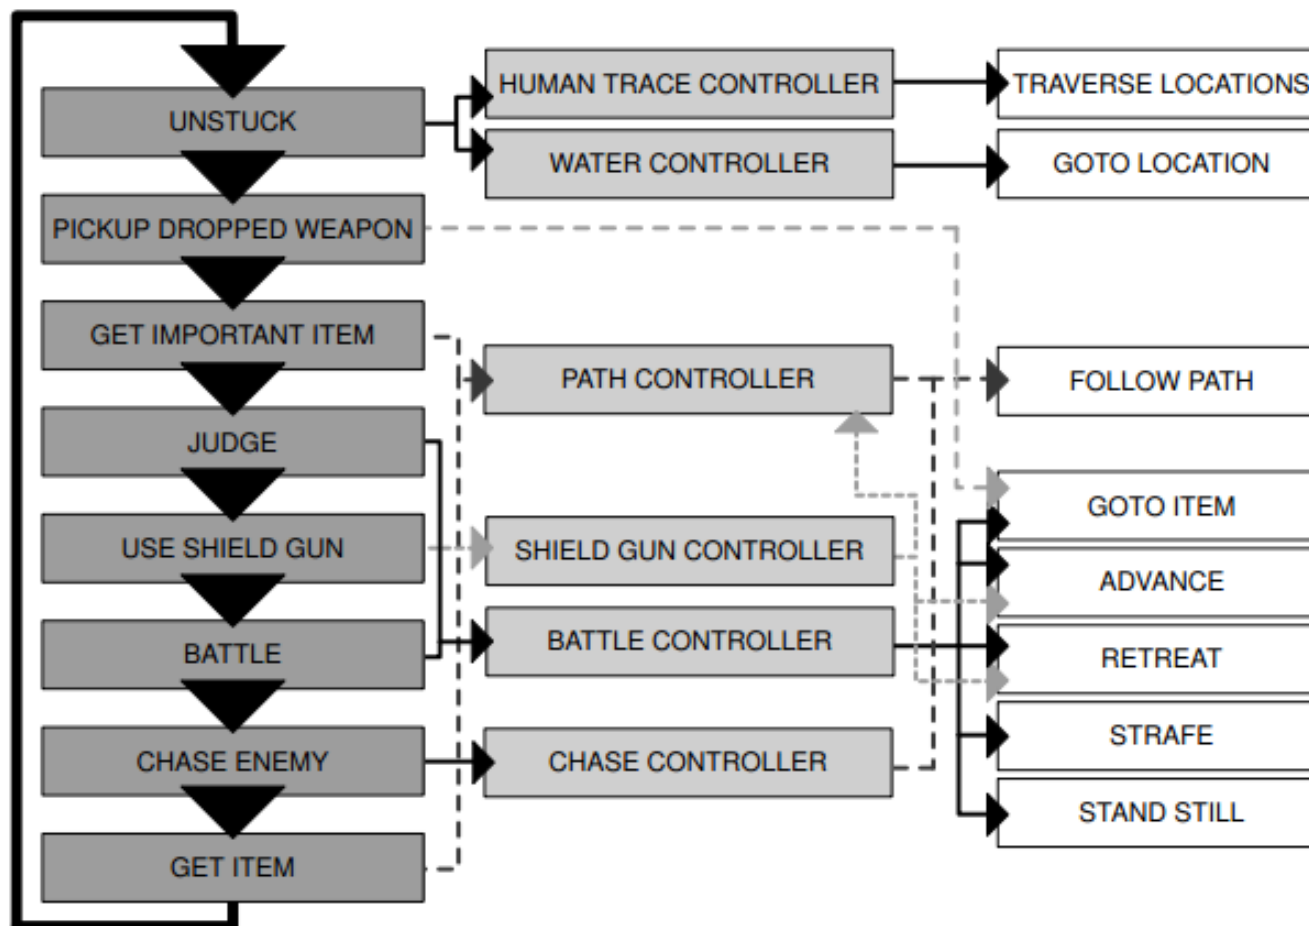 UNSTUCK
PICKUP DROPPED WEAPON
GET IMPORTANT ITEM
JUDGE
USE SHIELD GUN
BATTLE
CHASE ENEMY
GET ITEM
HUMAN TRACE CONTROLLER
WATER CONTROLLER
PATH CONTROLLER
SHIELD GUN CONTROLLER
BATTLE CONTROLLER
CHASE CONTROLLER
TRAVERSE LOCATIONS
GOTO LOCATION
FOLLOW PATH
GOTO ITEM
ADVANCE
RETREAT
STRAFE
STAND STILL